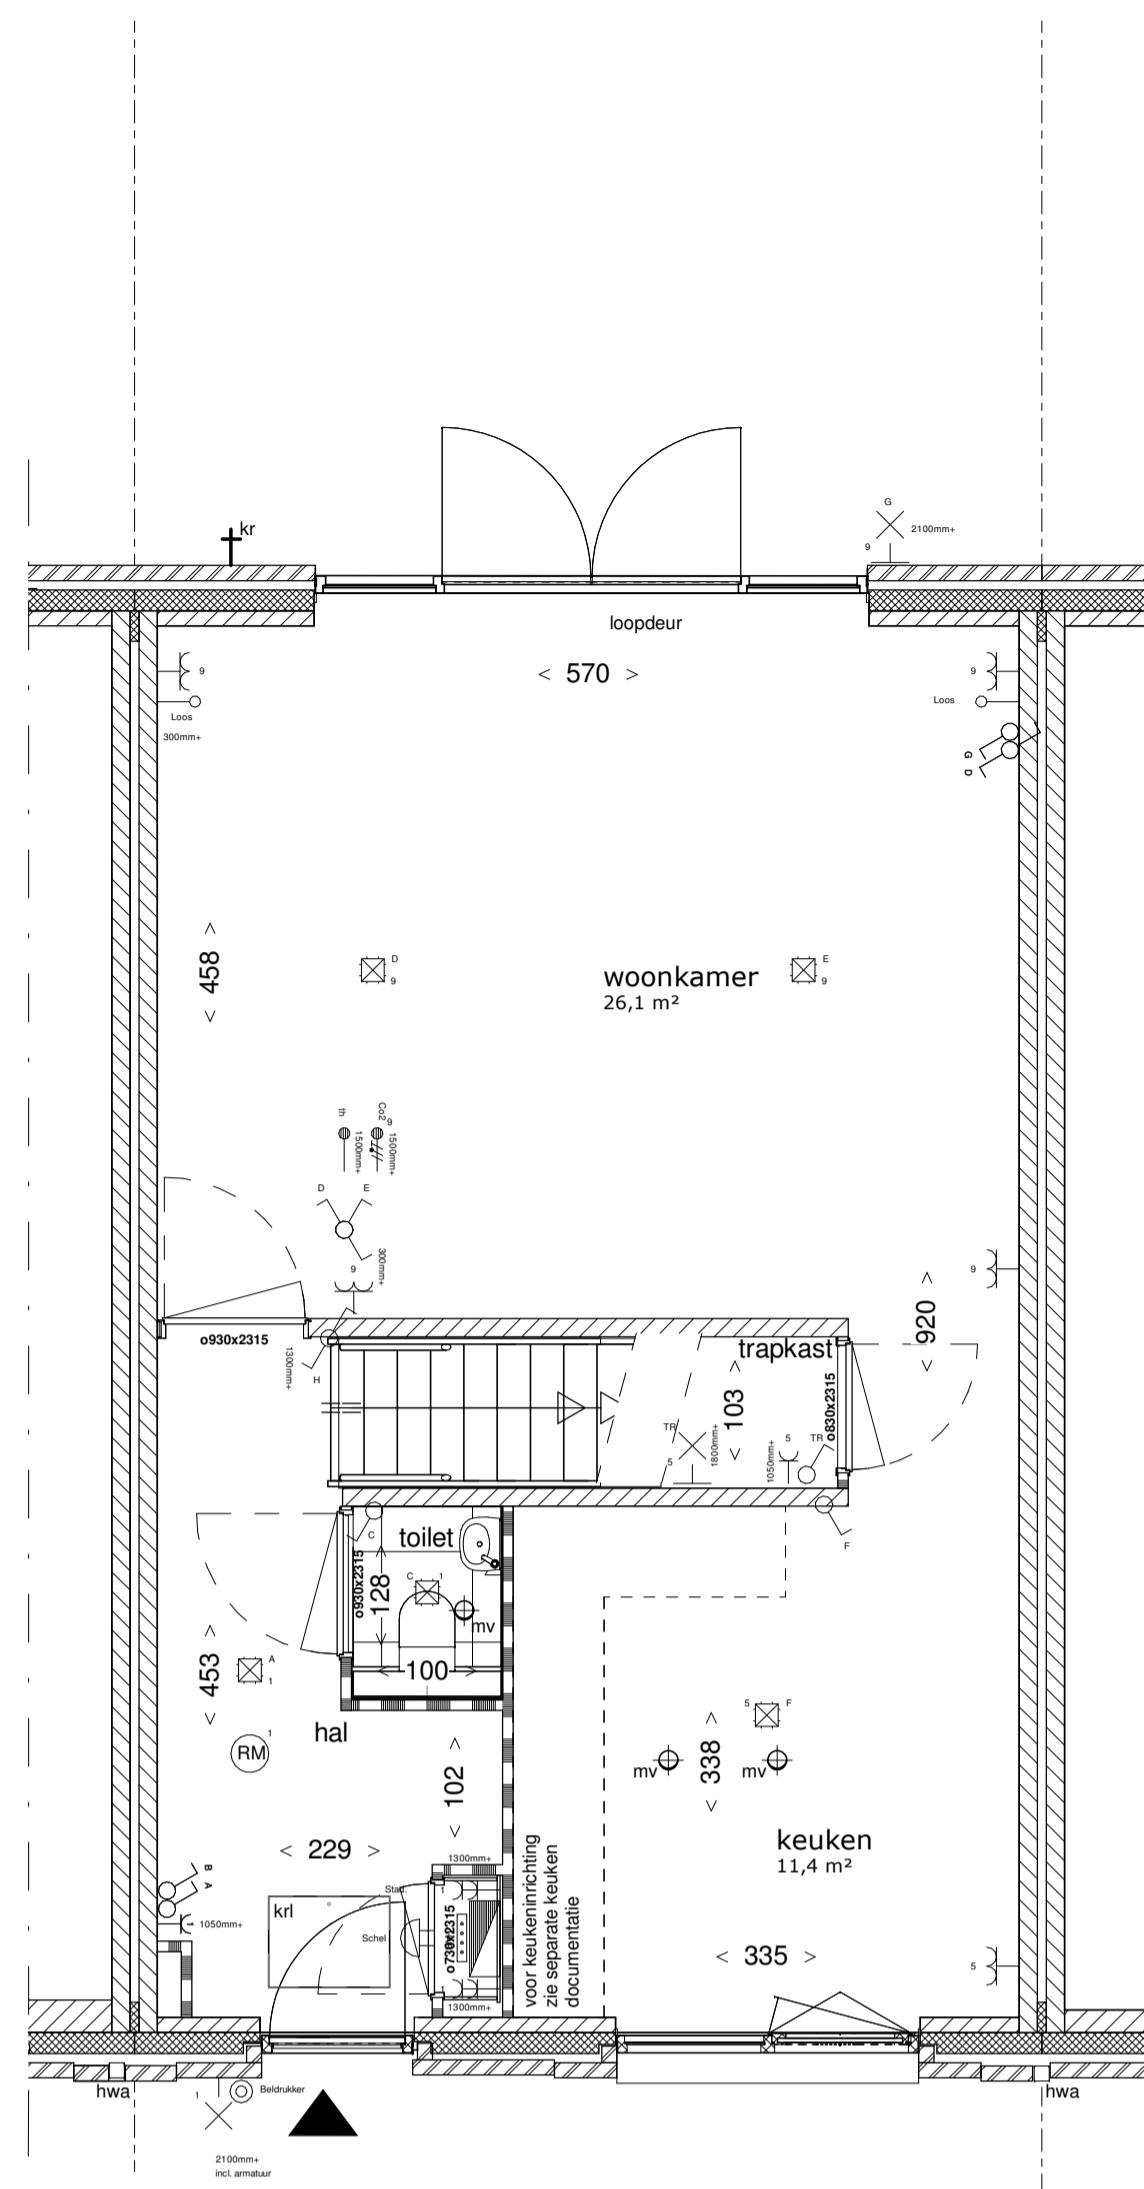 kr
G
2100mm+
9
loopdeur
< 570 >
9
Loos
300mm+
9
Loos
G
D
< 458 >
D
9
woonkamer
26,1 m²
E
9
th
1500mm+
Co2
9
1500mm+
D
E
300mm+
9
9
o930x2315
1300mm+
H
trapkast
< 920 >
< 103 >
o830x2315
TR
5
1800mm+
1050mm+
5
TR
F
C
toilet
o930x2315
128
C
1
mv
100
< 453 >
A
1
hal
RM
1
5
F
mv
mv
< 338 >
< 102 >
< 229 >
keuken
11,4 m²
voor keukeninrichting
zie separate keuken
documentatie
1300mm+
B
A
1
1050mm+
krl
1
Schel
o730x2315
1
1300mm+
< 335 >
5
hwa
hwa
1
Beldrukker
2100mm+
incl. armatuur